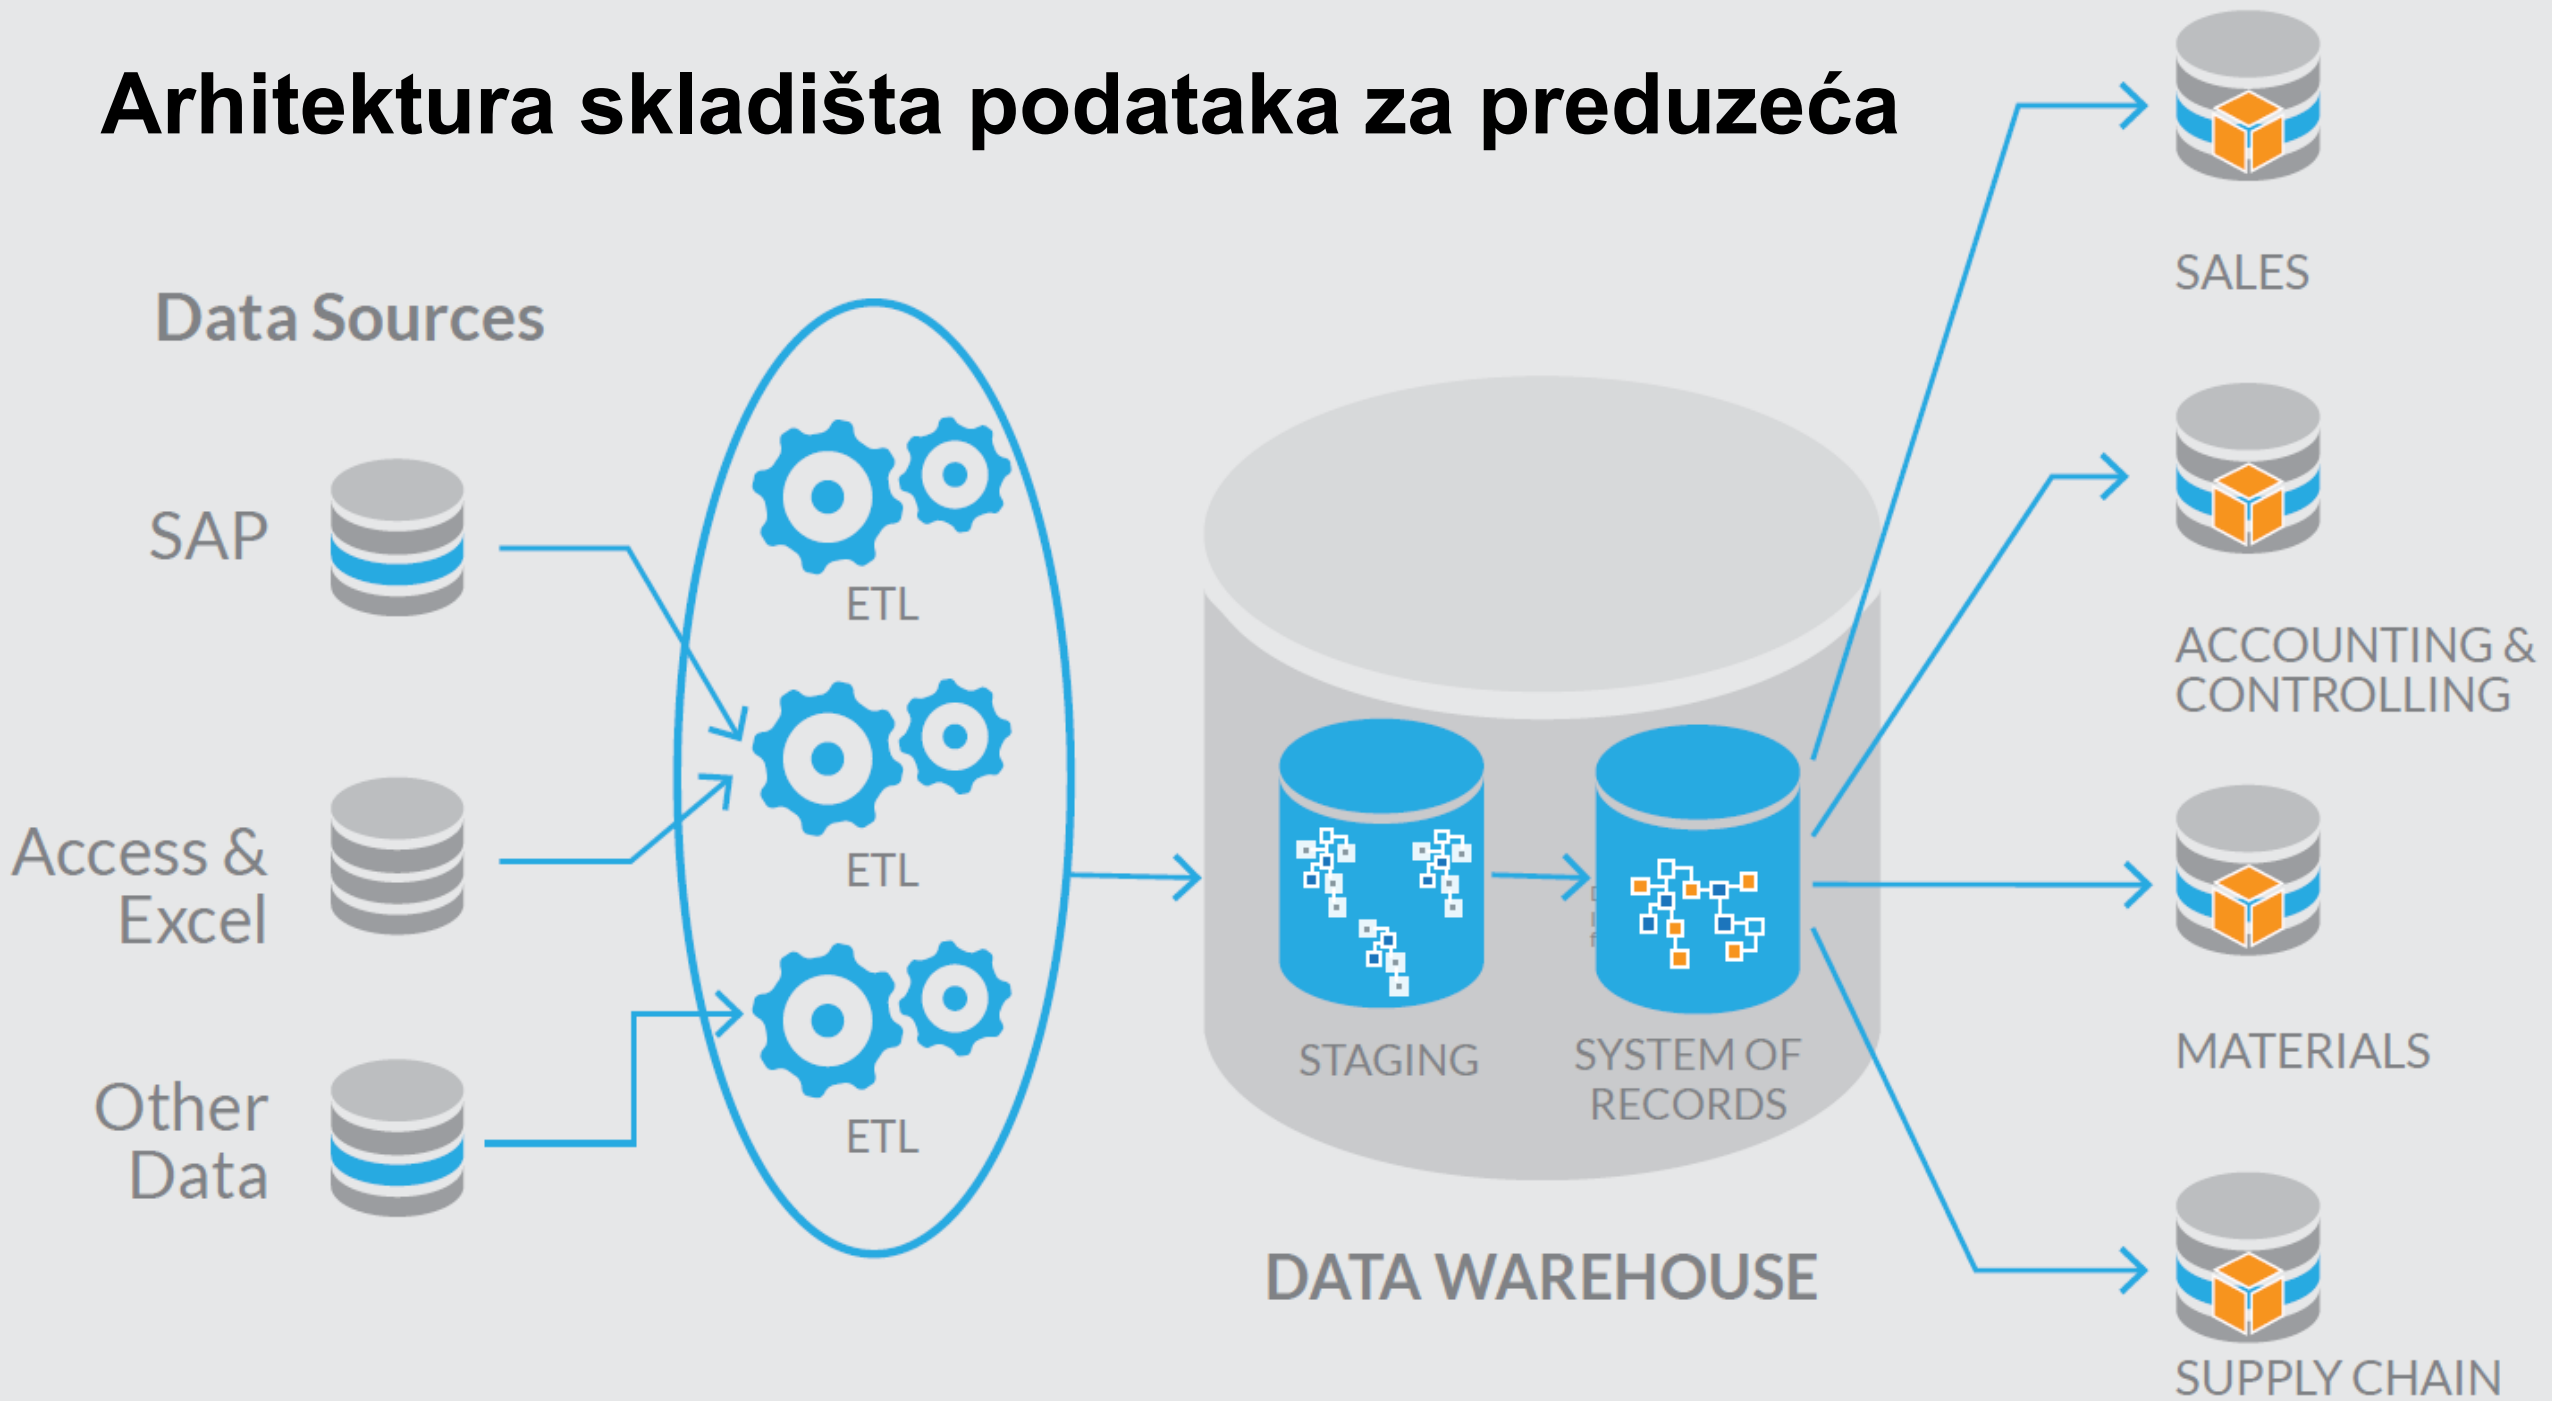 Arhitektura skladišta podataka za preduzeća
Data Sources
SAP
Access &
Excel
Other
Data
ETL
ETL
ETL
STAGING
SYSTEM OF
RECORDS
DATA WAREHOUSE
SALES
ACCOUNTING &
CONTROLLING
MATERIALS
SUPPLY CHAIN